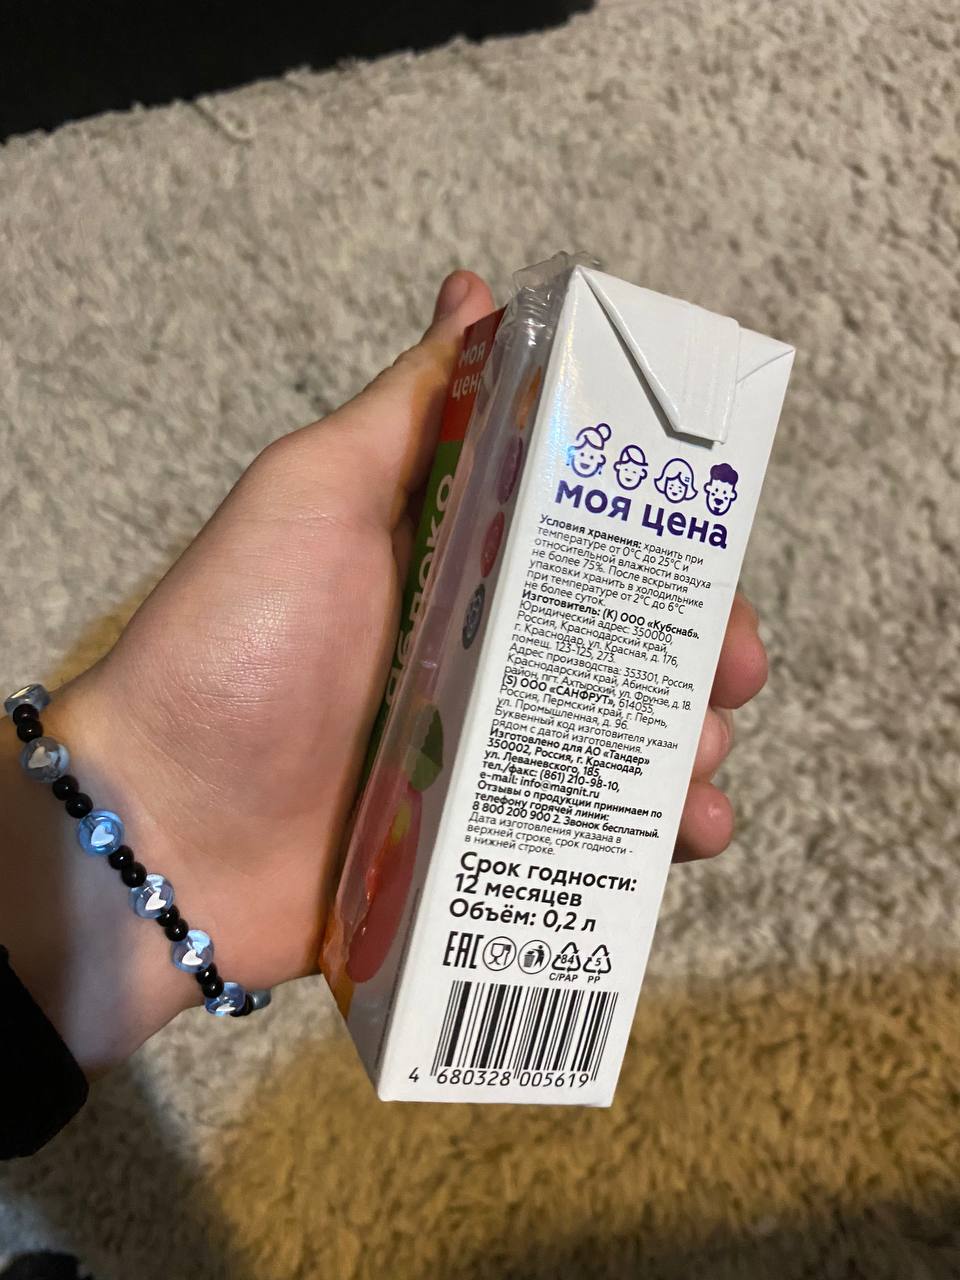 моя
цена
яблоко
моя цена
Условия хранения: хранить при
температуре от 0°С до 25°С и
относительной влажности воздуха
не более 75%. После вскрытия
упаковки хранить в холодильнике
при температуре от 2°С до 6°С
не более суток.
Изготовитель: (К) ООО «Кубснаб».
Юридический адрес: 350000,
Россия, Краснодарский край,
г. Краснодар, ул. Красная, д. 176,
помещ. 123-125, 273.
Адрес производства: 353301, Россия,
Краснодарский край, Абинский
район, пгт. Ахтырский, ул. Фрунзе, д. 18.
(S) ООО «САНФРУТ», 614055,
Россия, Пермский край, г. Пермь,
ул. Промышленная, д. 96.
Буквенный код изготовителя указан
рядом с датой изготовления.
Изготовлено для АО «Тандер»
350002, Россия, г. Краснодар,
ул. Леваневского, 185,
тел./факс: (861) 210-98-10,
e-mail: info@magnit.ru
Отзывы о продукции принимаем по
телефону горячей линии:
8 800 200 900 2. Звонок бесплатный.
Дата изготовления указана в
верхней строке, срок годности -
в нижней строке.
Срок годности:
12 месяцев
Объём: 0,2 л
EAC 84 5
C/PAP PP
4 680328 005619